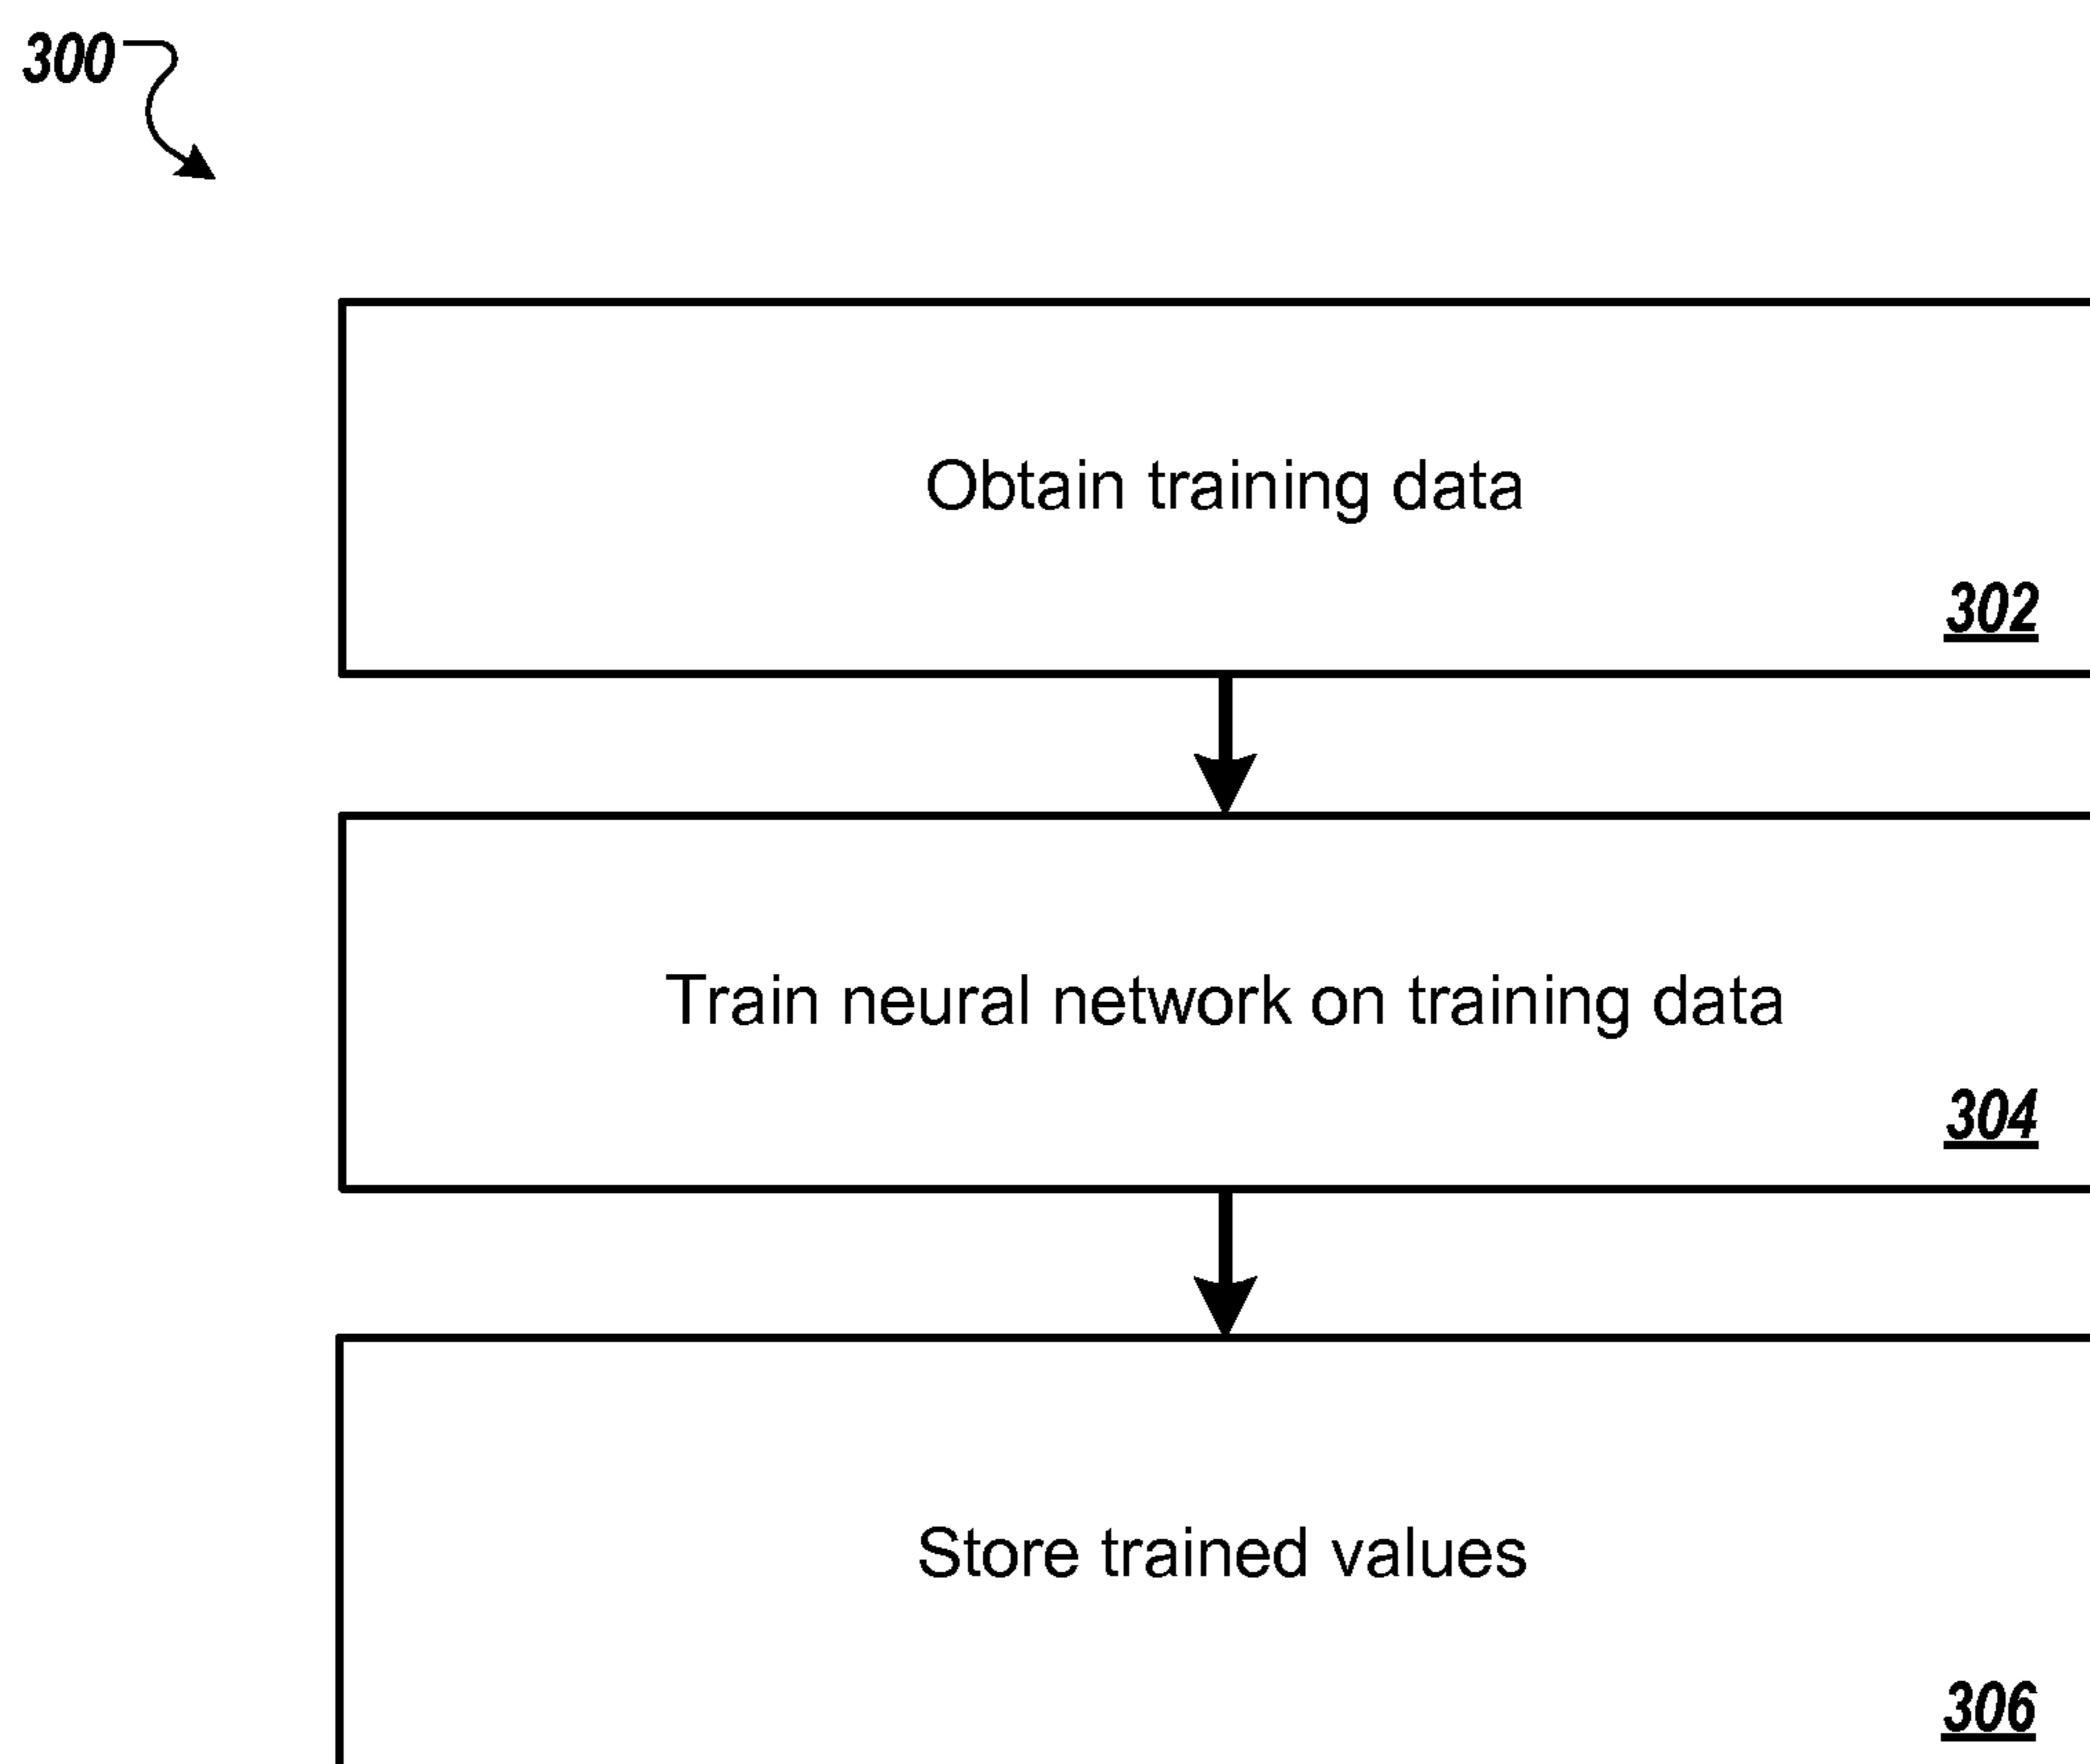 300
Obtain training data
302
Train neural network on training data
304
Store trained values
306